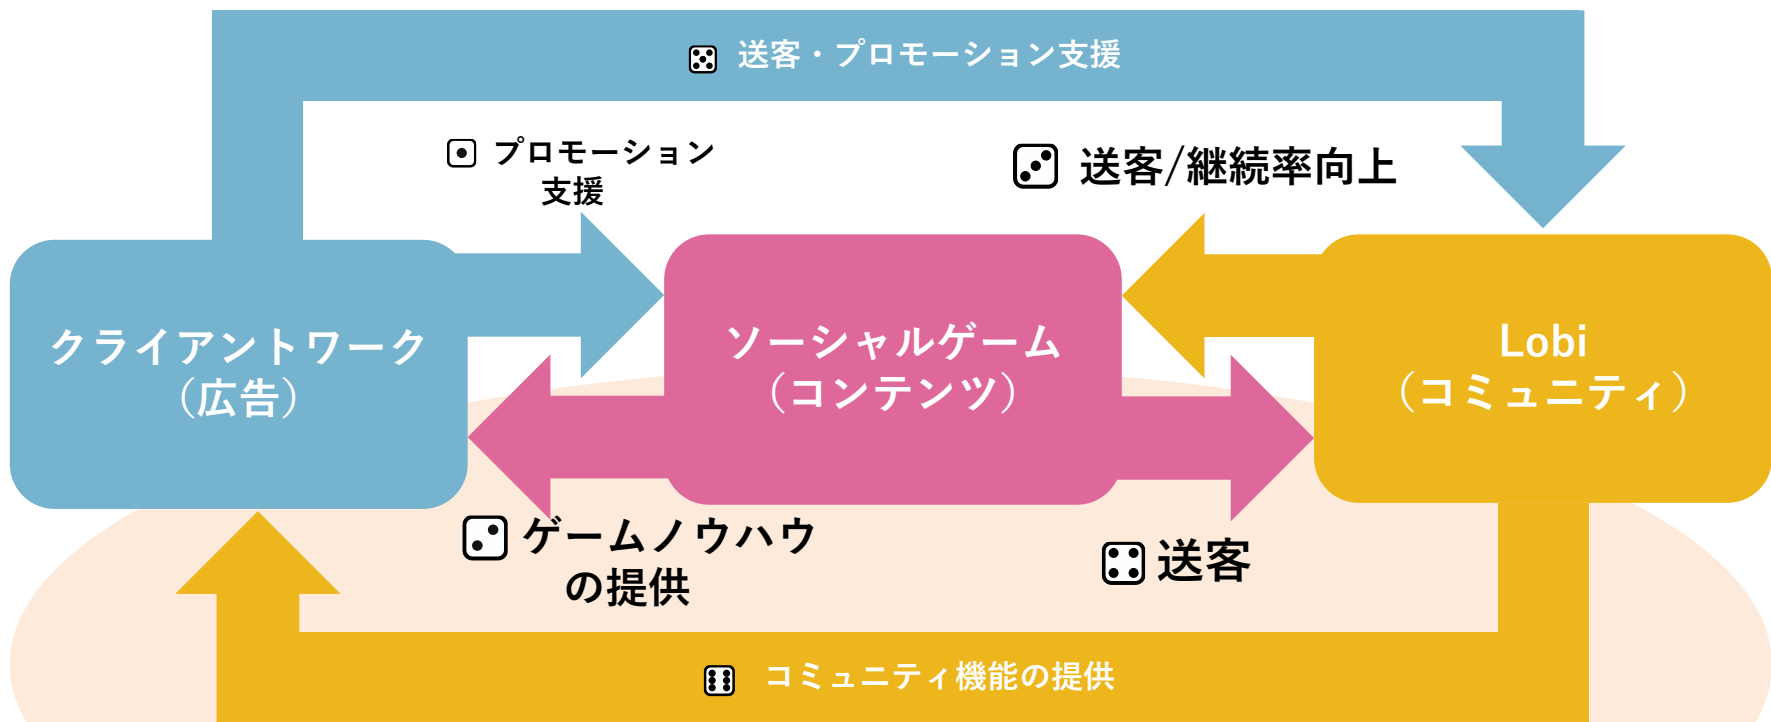 送客・プロモーション支援
プロモーション
支援
送客/継続率向上
クライアントワーク
（広告）
ソーシャルゲーム
（コンテンツ）
Lobi
（コミュニティ）
ゲームノウハウ
の提供
送客
コミュニティ機能の提供